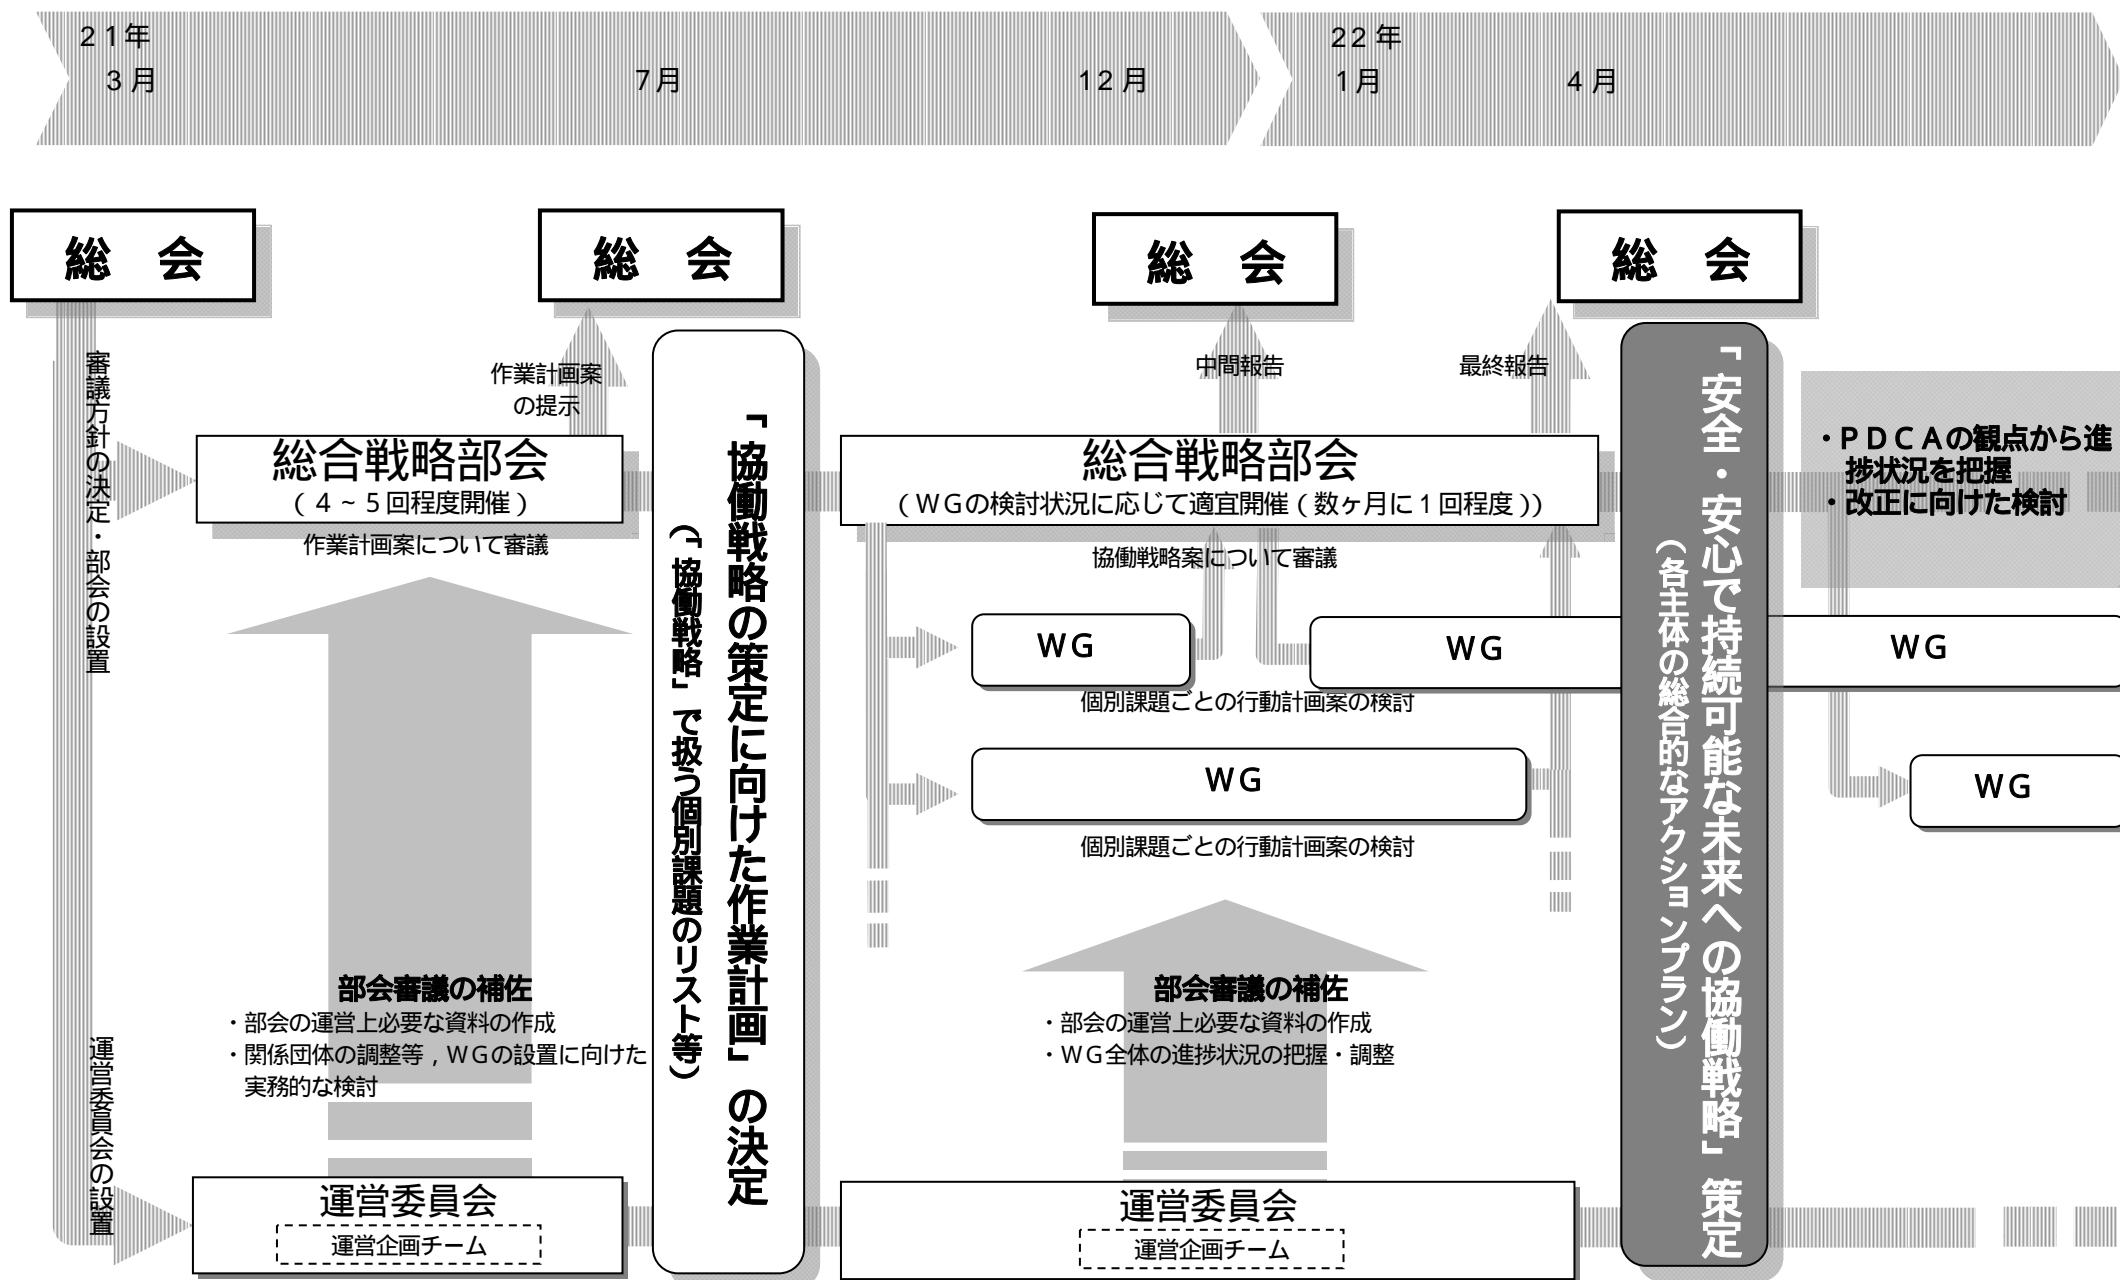 21年
3月
7月
12月
22年
1月
4月
総　会
総　会
総　会
総　会
審議方針の決定・部会の設置
作業計画案
の提示
中間報告
最終報告
総合戦略部会
（４～５回程度開催）
作業計画案について審議
「協働戦略の策定に向けた作業計画」の決定
（「協働戦略」で扱う個別課題のリスト等）
総合戦略部会
（ＷＧの検討状況に応じて適宜開催（数ヶ月に１回程度））
協働戦略案について審議
ＷＧ
ＷＧ
個別課題ごとの行動計画案の検討
ＷＧ
個別課題ごとの行動計画案の検討
「安全・安心で持続可能な未来への協働戦略」策定
（各主体の総合的なアクションプラン）
・ＰＤＣＡの観点から進
捗状況を把握
・改正に向けた検討
ＷＧ
ＷＧ
部会審議の補佐
・部会の運営上必要な資料の作成
・関係団体の調整等，ＷＧの設置に向けた
実務的な検討
部会審議の補佐
・部会の運営上必要な資料の作成
・ＷＧ全体の進捗状況の把握・調整
運営委員会の設置
運営委員会
運営企画チーム
運営委員会
運営企画チーム